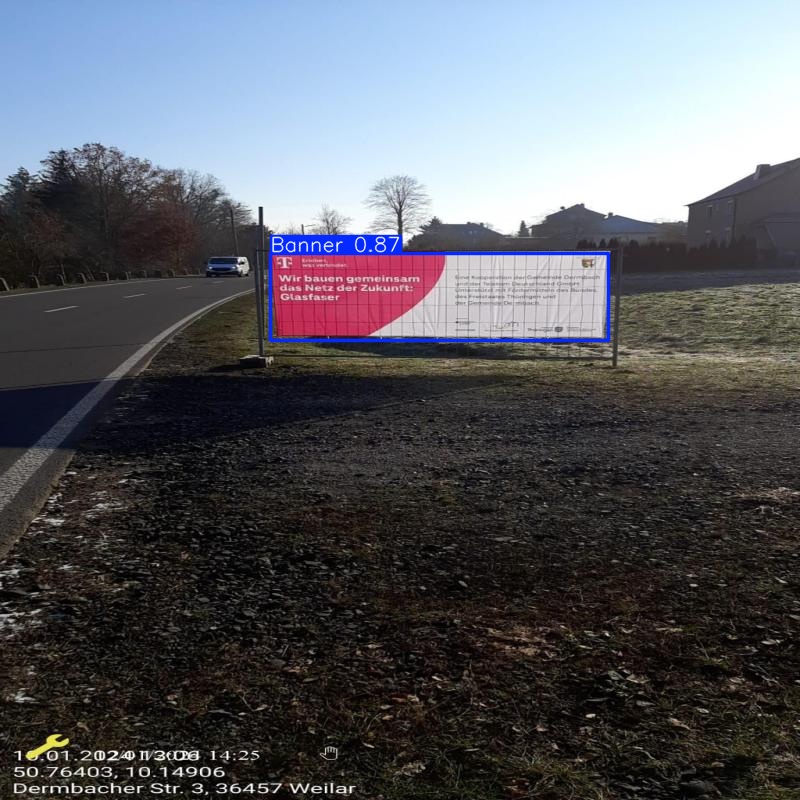 Banner 0.87
T
Erleben,
was verbindet.
Wir bauen gemeinsam
das Netz der Zukunft:
Glasfaser
Eine Kooperation der Gemeinde
und der Telekom Deutschland GmbH
unterstützt mit Fördermitteln des Bundes,
des Freistaates Thüringen und
der Gemeinde
14:25
50.76403, 10.14906
Dermbacher Str. 3, 36457 Weilar